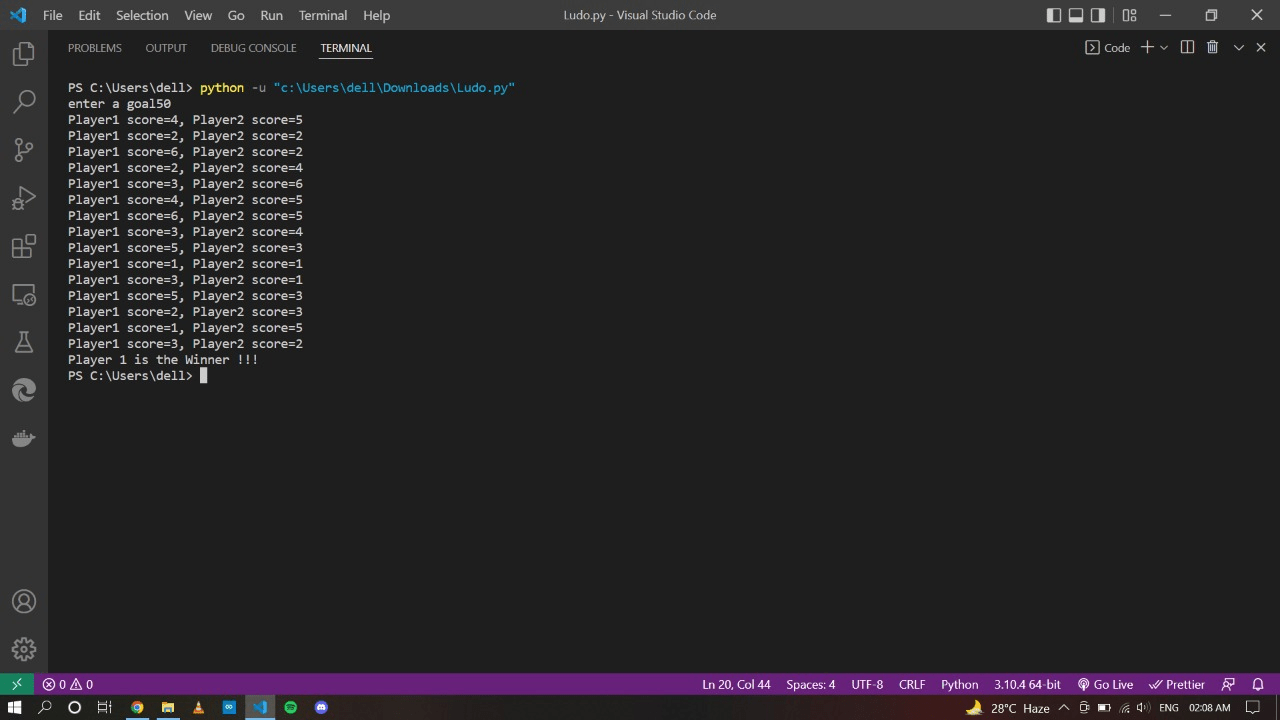 File Edit Selection View Go Run Terminal Help Ludo.py - Visual Studio Code
PROBLEMS OUTPUT DEBUG CONSOLE TERMINAL Code
PS C:\Users\dell> python -u "c:\Users\dell\Downloads\Ludo.py"
enter a goal50
Player1 score=4, Player2 score=5
Player1 score=2, Player2 score=2
Player1 score=6, Player2 score=2
Player1 score=2, Player2 score=4
Player1 score=3, Player2 score=6
Player1 score=4, Player2 score=5
Player1 score=6, Player2 score=5
Player1 score=3, Player2 score=4
Player1 score=5, Player2 score=3
Player1 score=1, Player2 score=1
Player1 score=3, Player2 score=1
Player1 score=5, Player2 score=3
Player1 score=2, Player2 score=3
Player1 score=1, Player2 score=5
Player1 score=3, Player2 score=2
Player 1 is the Winner !!!
PS C:\Users\dell>
0 0 Ln 20, Col 44 Spaces: 4 UTF-8 CRLF Python 3.10.4 64-bit Go Live Prettier
28°C Haze ENG 02:08 AM